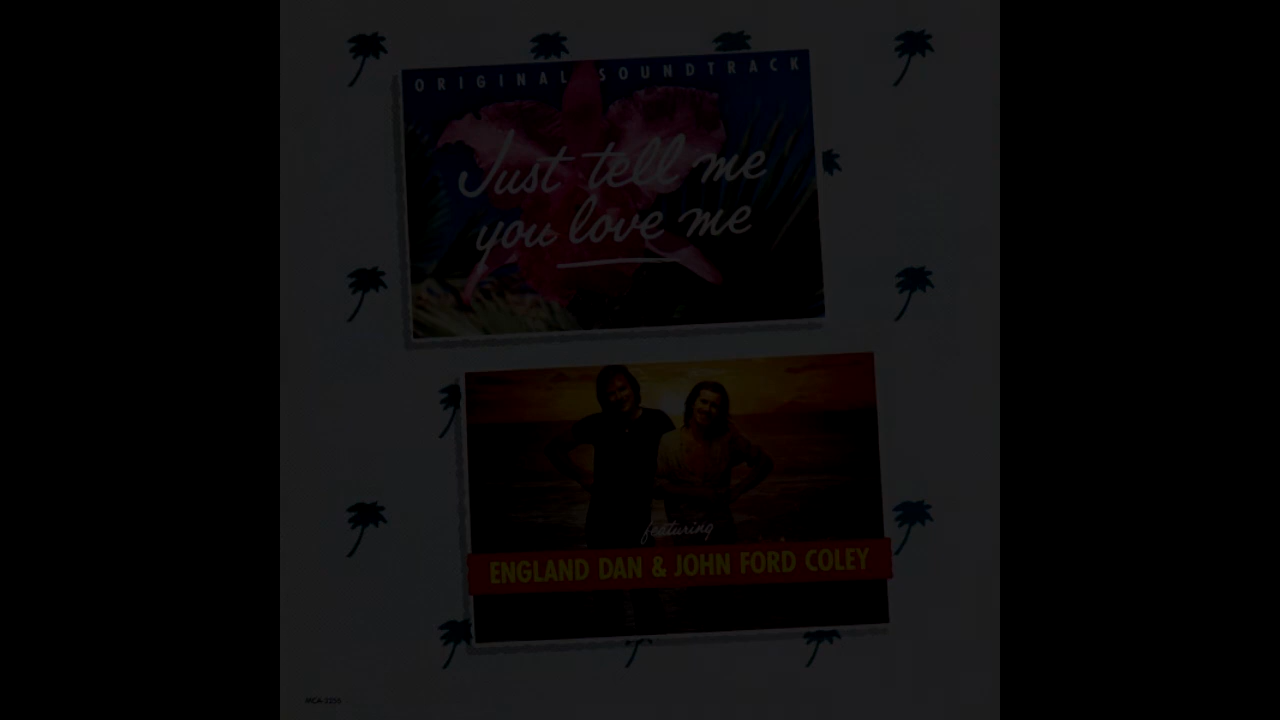 ORIGINAL SOUNDTRACK
Just tell me
you love me
featuring
ENGLAND DAN & JOHN FORD COLEY